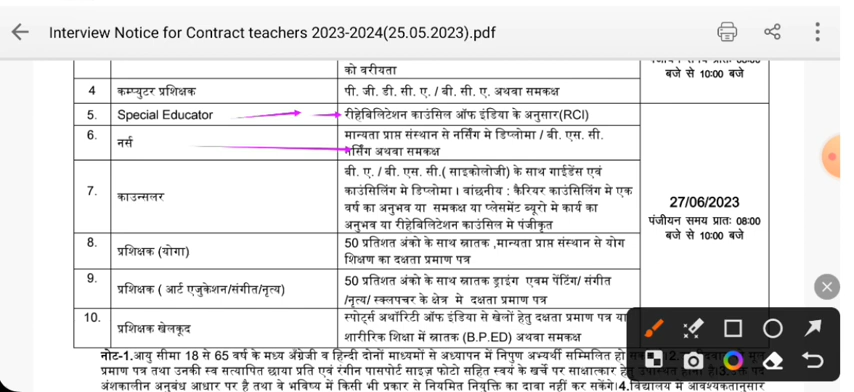 Interview Notice for Contract teachers 2023-2024(25.05.2023).pdf
को वरीयता
बजे से 10:00 बजे
4 कम्प्युटर प्रशिक्षक पी. जी. डी. सी. ए. / बी. सी. ए. अथवा समकक्ष
5. Special Educator रीहेबिलिटेशन काउंसिल ऑफ इंडिया के अनुसार(RCI)
6. नर्स मान्यता प्राप्त संस्थान से नर्सिंग मे डिप्लोमा / बी. एस. सी.
नर्सिंग अथवा समकक्ष
7. काउन्सलर बी. ए. / बी. एस. सी.( साइकोलोजी) के साथ गाईडेंस एवं
काउंसिलिंग मे डिप्लोमा । वांछनीय : कैरियर काउंसिलिंग मे एक
वर्ष का अनुभव या समकक्ष या प्लेसमेंट ब्यूरो मे कार्य का
अनुभव या रीहेबिलिटेशन काउंसिल में पंजीकृत
27/06/2023
पंजीयन समय प्रातः 08:00
बजे से 10:00 बजे
8. प्रशिक्षक (योगा) 50 प्रतिशत अंको के साथ स्नातक ,मान्यता प्राप्त संस्थान से योग
शिक्षण का दक्षता प्रमाण पत्र
9. प्रशिक्षक ( आर्ट एजुकेशन/संगीत/नृत्य) 50 प्रतिशत अंको के साथ स्नातक ड्राइंग एवम पेंटिंग/ संगीत
/नृत्य/ स्क्लपचर के क्षेत्र मे दक्षता प्रमाण पत्र
10. प्रशिक्षक खेलकूद स्पोर्ट्स अथॉरिटी ऑफ इंडिया से खेलों हेतु दक्षता प्रमाण पत्र या
शारीरिक शिक्षा में स्नातक (B.P.ED) अथवा समकक्ष
नोट-1.आयु सीमा 18 से 65 वर्ष के मध्य अँग्रेजी व हिन्दी दोनों माध्यमों से अध्यापन में निपुण अभ्यर्थी सम्मिलित हो
प्रमाण पत्र तथा उनकी स्व सत्यापित छाया प्रति एवं रंगीन पासपोर्ट साइज़ फोटो सहित स्वयं के खर्चे पर साक्षात्कार
अंशकालीन अनुबंध आधार पर है तथा वे भविष्य में किसी भी प्रकार से नियमित नियुक्ति का दावा नहीं कर सकेंगे।4.विद्यालय में आवश्यकतानुसार